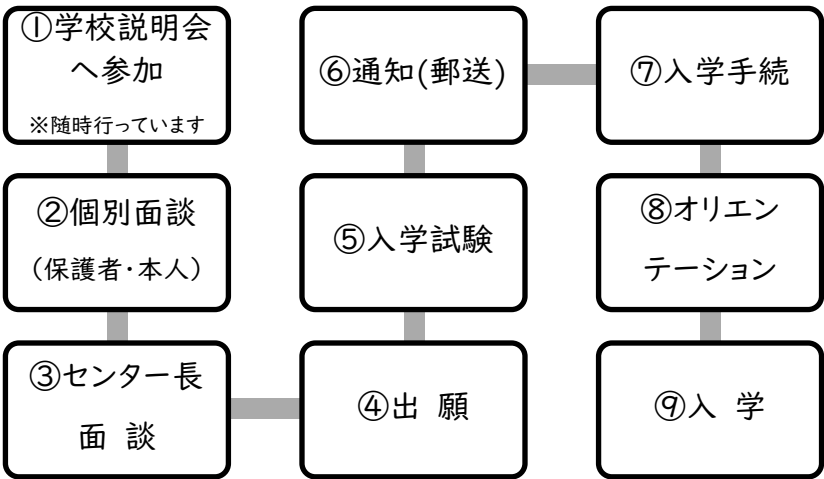 ①学校説明会
へ参加
※随時行っています
②個別面談
（保護者・本人）
③センター長
面 談
④出 願
⑤入学試験
⑥通知(郵送)
⑦入学手続
⑧オリエン
テーション
⑨入 学